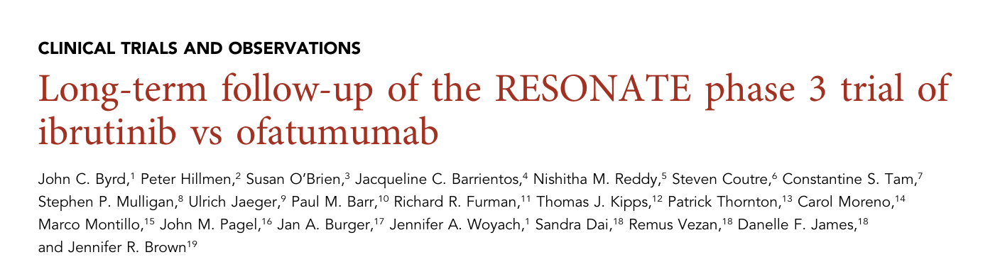 CLINICAL TRIALS AND OBSERVATIONS
Long-term follow-up of the RESONATE phase 3 trial of
ibrutinib vs ofatumumab
John C. Byrd,¹ Peter Hillmen,² Susan O’Brien,³ Jacqueline C. Barrientos,⁴ Nishitha M. Reddy,⁵ Steven Coutre,⁶ Constantine S. Tam,⁷
Stephen P. Mulligan,⁸ Ulrich Jaeger,⁹ Paul M. Barr,¹⁰ Richard R. Furman,¹¹ Thomas J. Kipps,¹² Patrick Thornton,¹³ Carol Moreno,¹⁴
Marco Montillo,¹⁵ John M. Pagel,¹⁶ Jan A. Burger,¹⁷ Jennifer A. Woyach,¹ Sandra Dai,¹⁸ Remus Vezan,¹⁸ Danelle F. James,¹⁸
and Jennifer R. Brown¹⁹